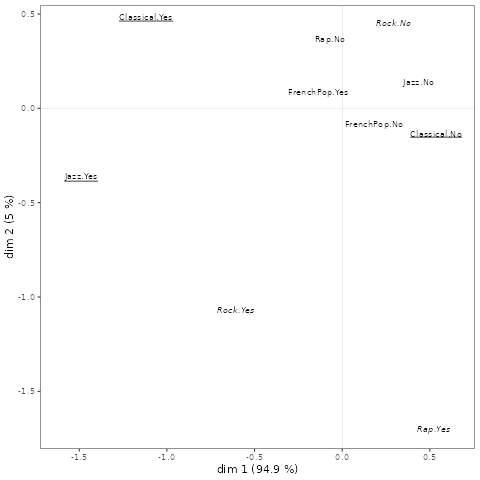 0.5
Classical.Yes
Rock.No
Rap.No
Jazz.No
FrenchPop.Yes
0.0
FrenchPop.No
Classical.No
Jazz.Yes
-0.5
dim 2 (5 %)
-1.0
Rock.Yes
-1.5
Rap.Yes
-1.5 -1.0 -0.5 0.0 0.5
dim 1 (94.9 %)